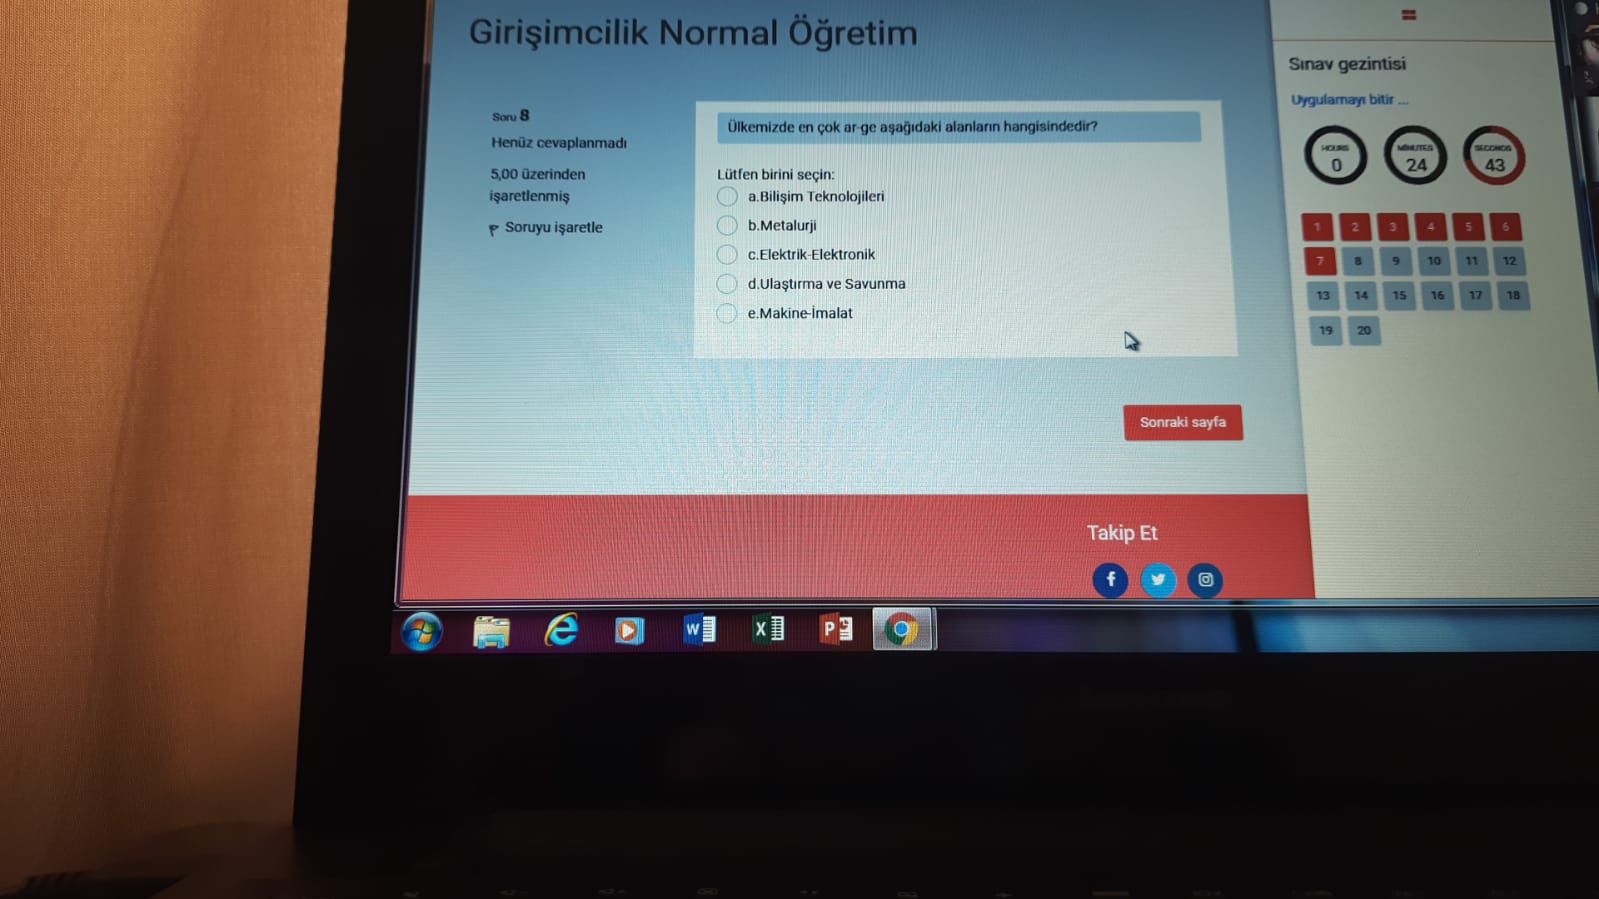 Girişimcilik Normal Öğretim
Soru 8
Henüz cevaplanmadı
5,00 üzerinden
işaretlenmiş
Soruyu işaretle
Ülkemizde en çok ar-ge aşağıdaki alanların hangisindedir?
Lütfen birini seçin:
a.Bilişim Teknolojileri
b.Metalurji
c.Elektrik-Elektronik
d.Ulaştırma ve Savunma
e.Makine-İmalat
Sonraki sayfa
Takip Et
Sınav gezintisi
Uygulamayı bitir ...
HOURS
0
MINUTES
24
SECONDS
43
1 2 3 4 5 6
7 8 9 10 11 12
13 14 15 16 17 18
19 20